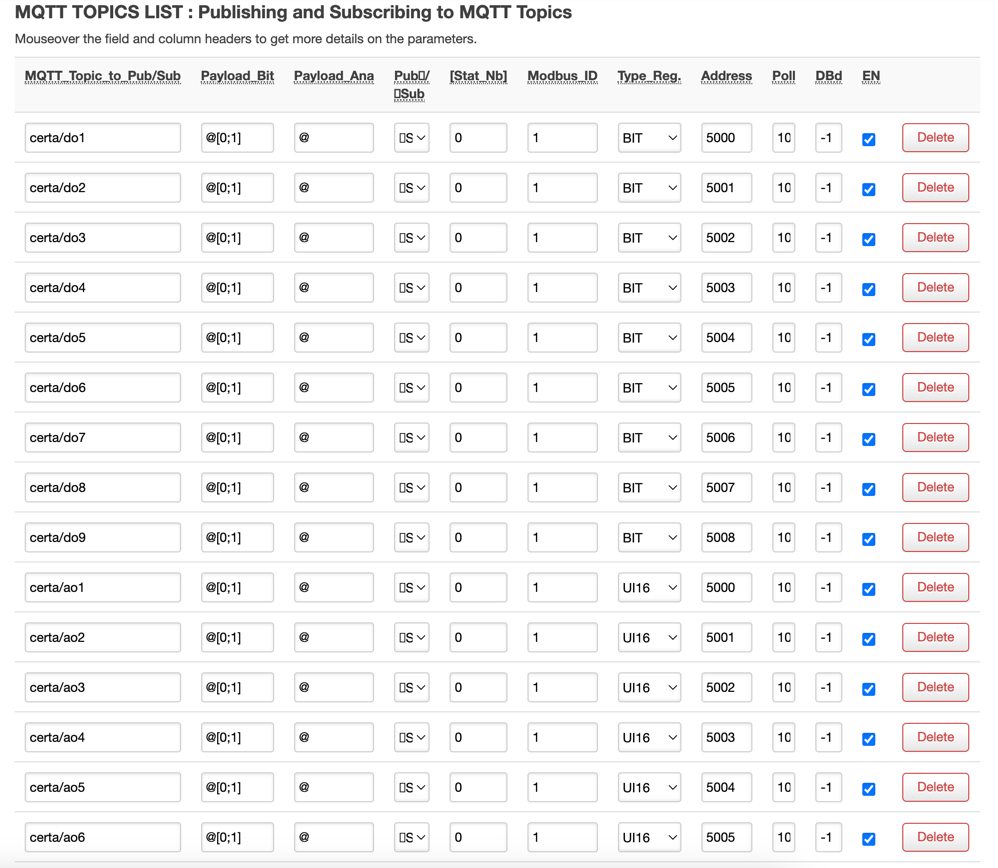 MQTT TOPICS LIST : Publishing and Subscribing to MQTT Topics
Mouseover the field and column headers to get more details on the parameters.
MQTT_Topic_to_Pub/Sub Payload_Bit Payload_Ana Pub▯/ [Stat_Nb] Modbus_ID Type_Reg. Address Poll DBd EN
▯Sub
certa/do1 @[0;1] @ ▯S 0 1 BIT 5000 10 -1 Delete
certa/do2 @[0;1] @ ▯S 0 1 BIT 5001 10 -1 Delete
certa/do3 @[0;1] @ ▯S 0 1 BIT 5002 10 -1 Delete
certa/do4 @[0;1] @ ▯S 0 1 BIT 5003 10 -1 Delete
certa/do5 @[0;1] @ ▯S 0 1 BIT 5004 10 -1 Delete
certa/do6 @[0;1] @ ▯S 0 1 BIT 5005 10 -1 Delete
certa/do7 @[0;1] @ ▯S 0 1 BIT 5006 10 -1 Delete
certa/do8 @[0;1] @ ▯S 0 1 BIT 5007 10 -1 Delete
certa/do9 @[0;1] @ ▯S 0 1 BIT 5008 10 -1 Delete
certa/ao1 @[0;1] @ ▯S 0 1 UI16 5000 10 -1 Delete
certa/ao2 @[0;1] @ ▯S 0 1 UI16 5001 10 -1 Delete
certa/ao3 @[0;1] @ ▯S 0 1 UI16 5002 10 -1 Delete
certa/ao4 @[0;1] @ ▯S 0 1 UI16 5003 10 -1 Delete
certa/ao5 @[0;1] @ ▯S 0 1 UI16 5004 10 -1 Delete
certa/ao6 @[0;1] @ ▯S 0 1 UI16 5005 10 -1 Delete